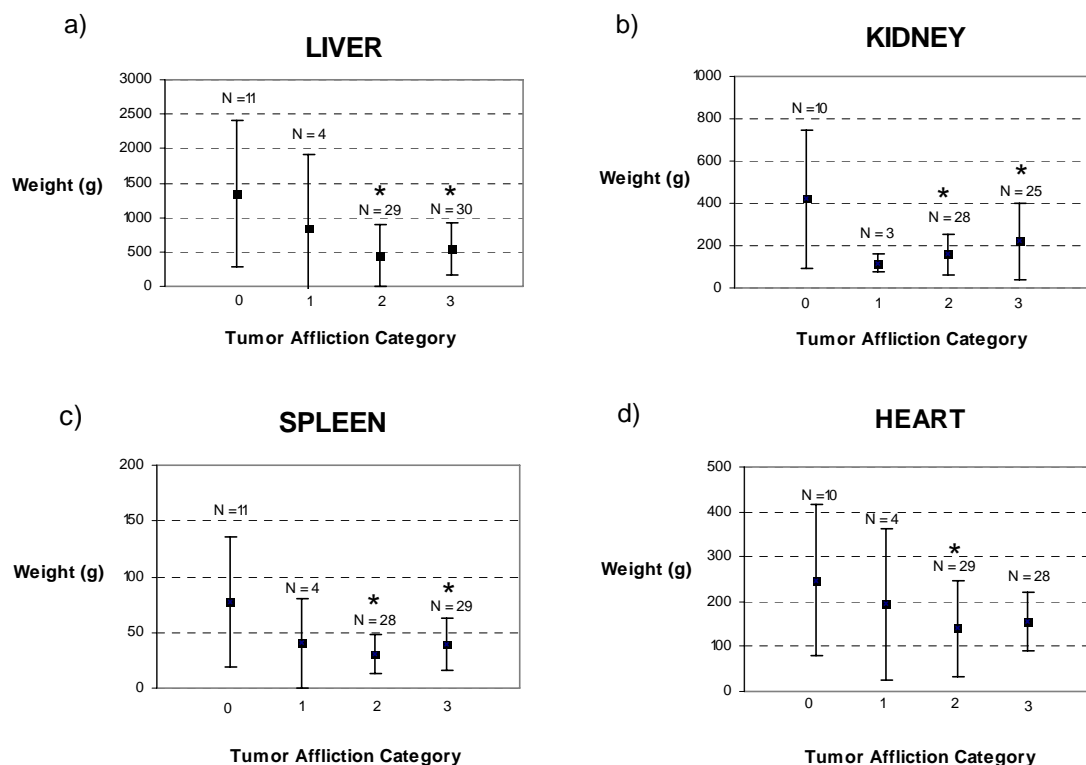 a)
LIVER
3000
2500
2000
1500
1000
500
0
Weight (g)
N =11
N = 4
*
N = 29
*
N = 30
0 1 2 3
Tumor Affliction Category
b)
KIDNEY
1000
800
600
400
200
0
Weight (g)
N =10
N = 3
*
N = 28
*
N = 25
0 1 2 3
Tumor Affliction Category
c)
SPLEEN
200
150
100
50
0
Weight (g)
N =11
N = 4
*
N = 28
*
N = 29
0 1 2 3
Tumor Affliction Category
d)
HEART
500
400
300
200
100
0
Weight (g)
N =10
N = 4
*
N = 29
N = 28
0 1 2 3
Tumor Affliction Category